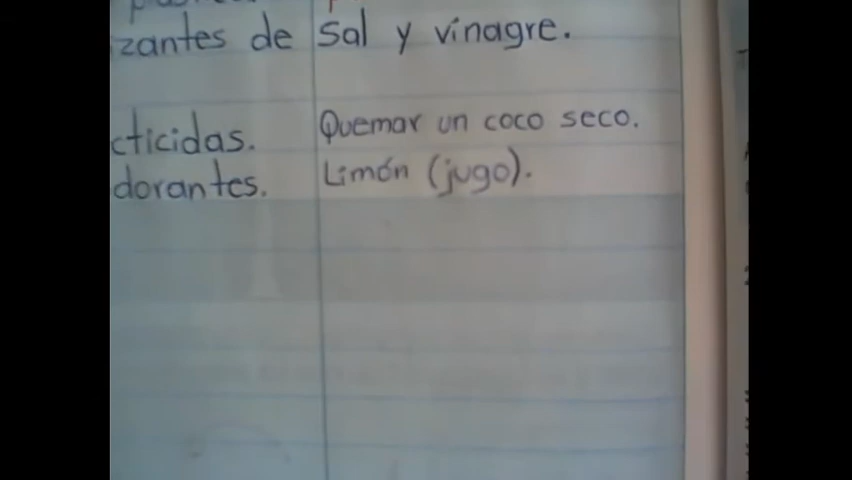 zantes de sal y vinagre.
cticidas. Quemar un coco seco.
dorantes. Limón (jugo).